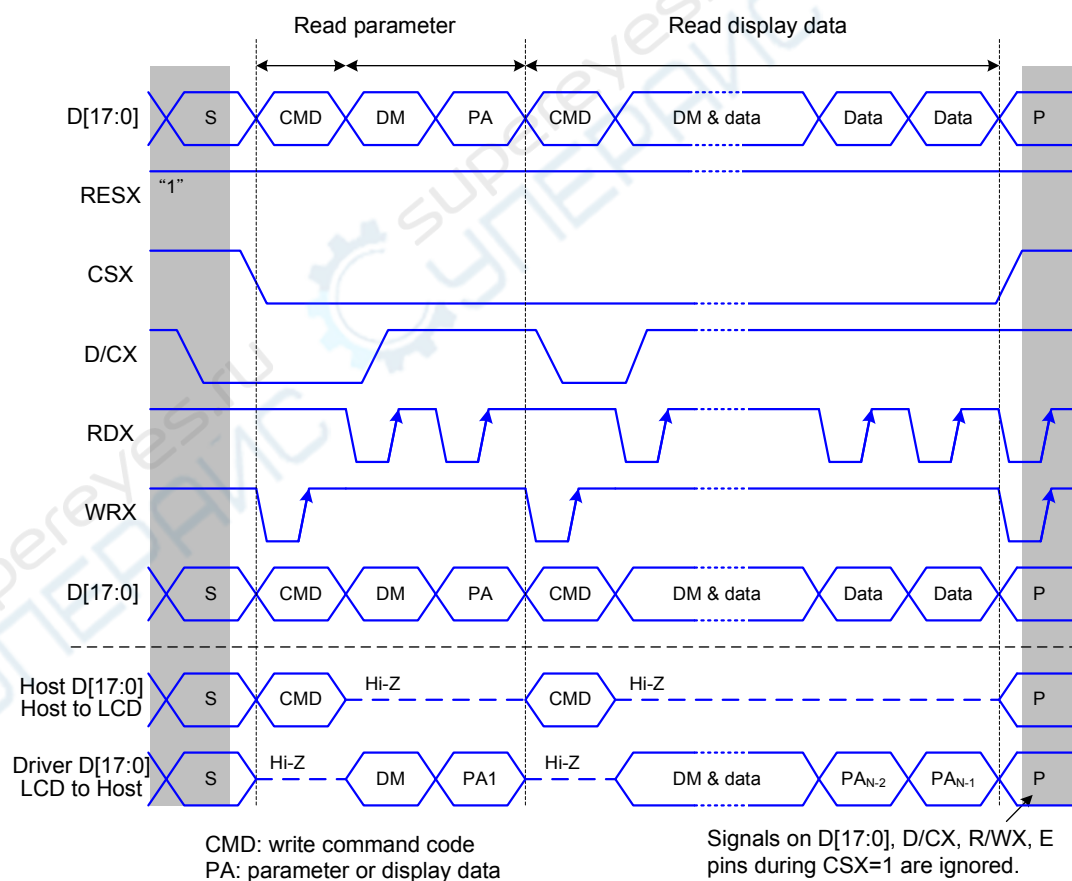 Read parameter Read display data
D[17:0] S CMD DM PA CMD DM & data Data Data P
RESX "1"
CSX
D/CX
RDX
WRX
D[17:0] S CMD DM PA CMD DM & data Data Data P
Host D[17:0]
Host to LCD
S CMD Hi-Z CMD Hi-Z P
Driver D[17:0]
LCD to Host
S Hi-Z DM PA1 Hi-Z DM & data PAN-2 PAN-1 P
CMD: write command code
PA: parameter or display data
Signals on D[17:0], D/CX, R/WX, E
pins during CSX=1 are ignored.
supereyes.ru
СУПЕРАЙС